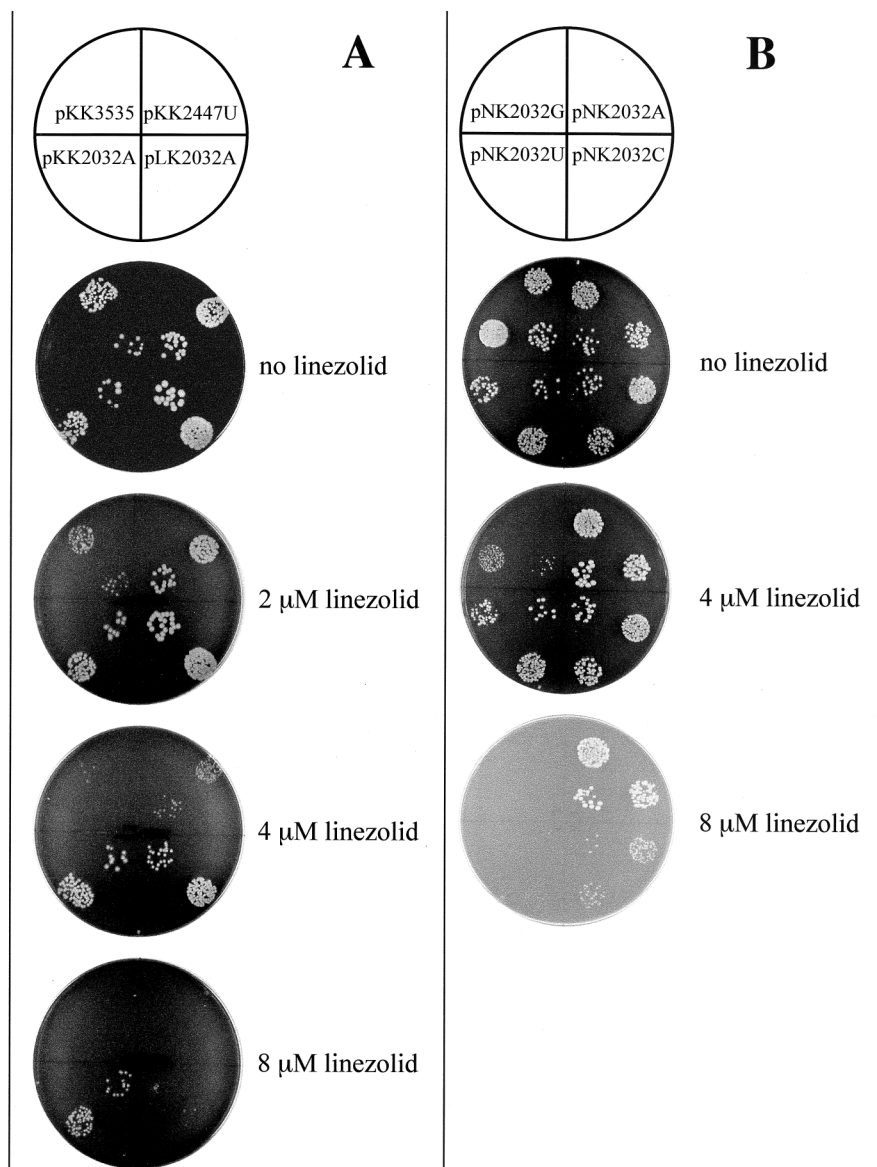 A
pKK3535 pKK2447U
pKK2032A pLK2032A
no linezolid
2 µM linezolid
4 µM linezolid
8 µM linezolid
B
pNK2032G pNK2032A
pNK2032U pNK2032C
no linezolid
4 µM linezolid
8 µM linezolid